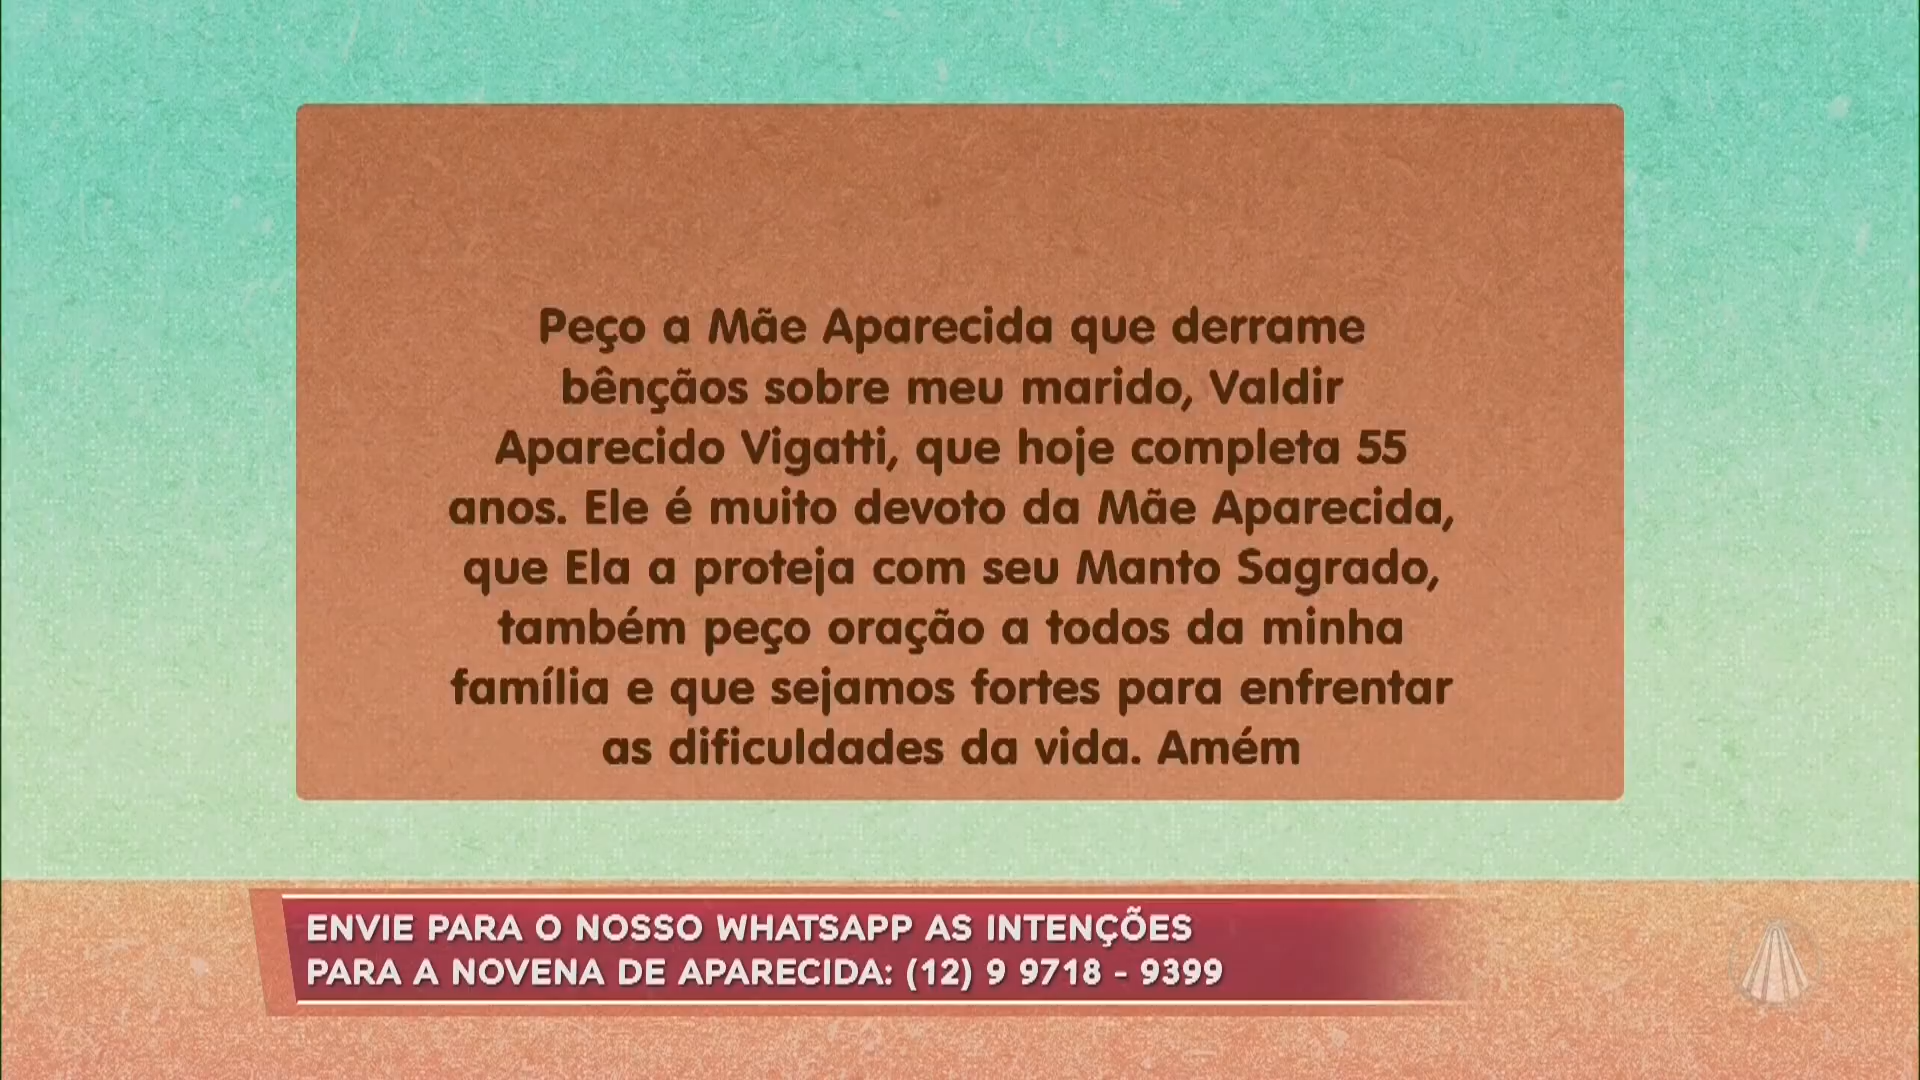 Peço a Mãe Aparecida que derrame
bênçãos sobre meu marido, Valdir
Aparecido Vigatti, que hoje completa 55
anos. Ele é muito devoto da Mãe Aparecida,
que Ela a proteja com seu Manto Sagrado,
também peço oração a todos da minha
família e que sejamos fortes para enfrentar
as dificuldades da vida. Amém
ENVIE PARA O NOSSO WHATSAPP AS INTENÇÕES
PARA A NOVENA DE APARECIDA: (12) 9 9718 - 9399